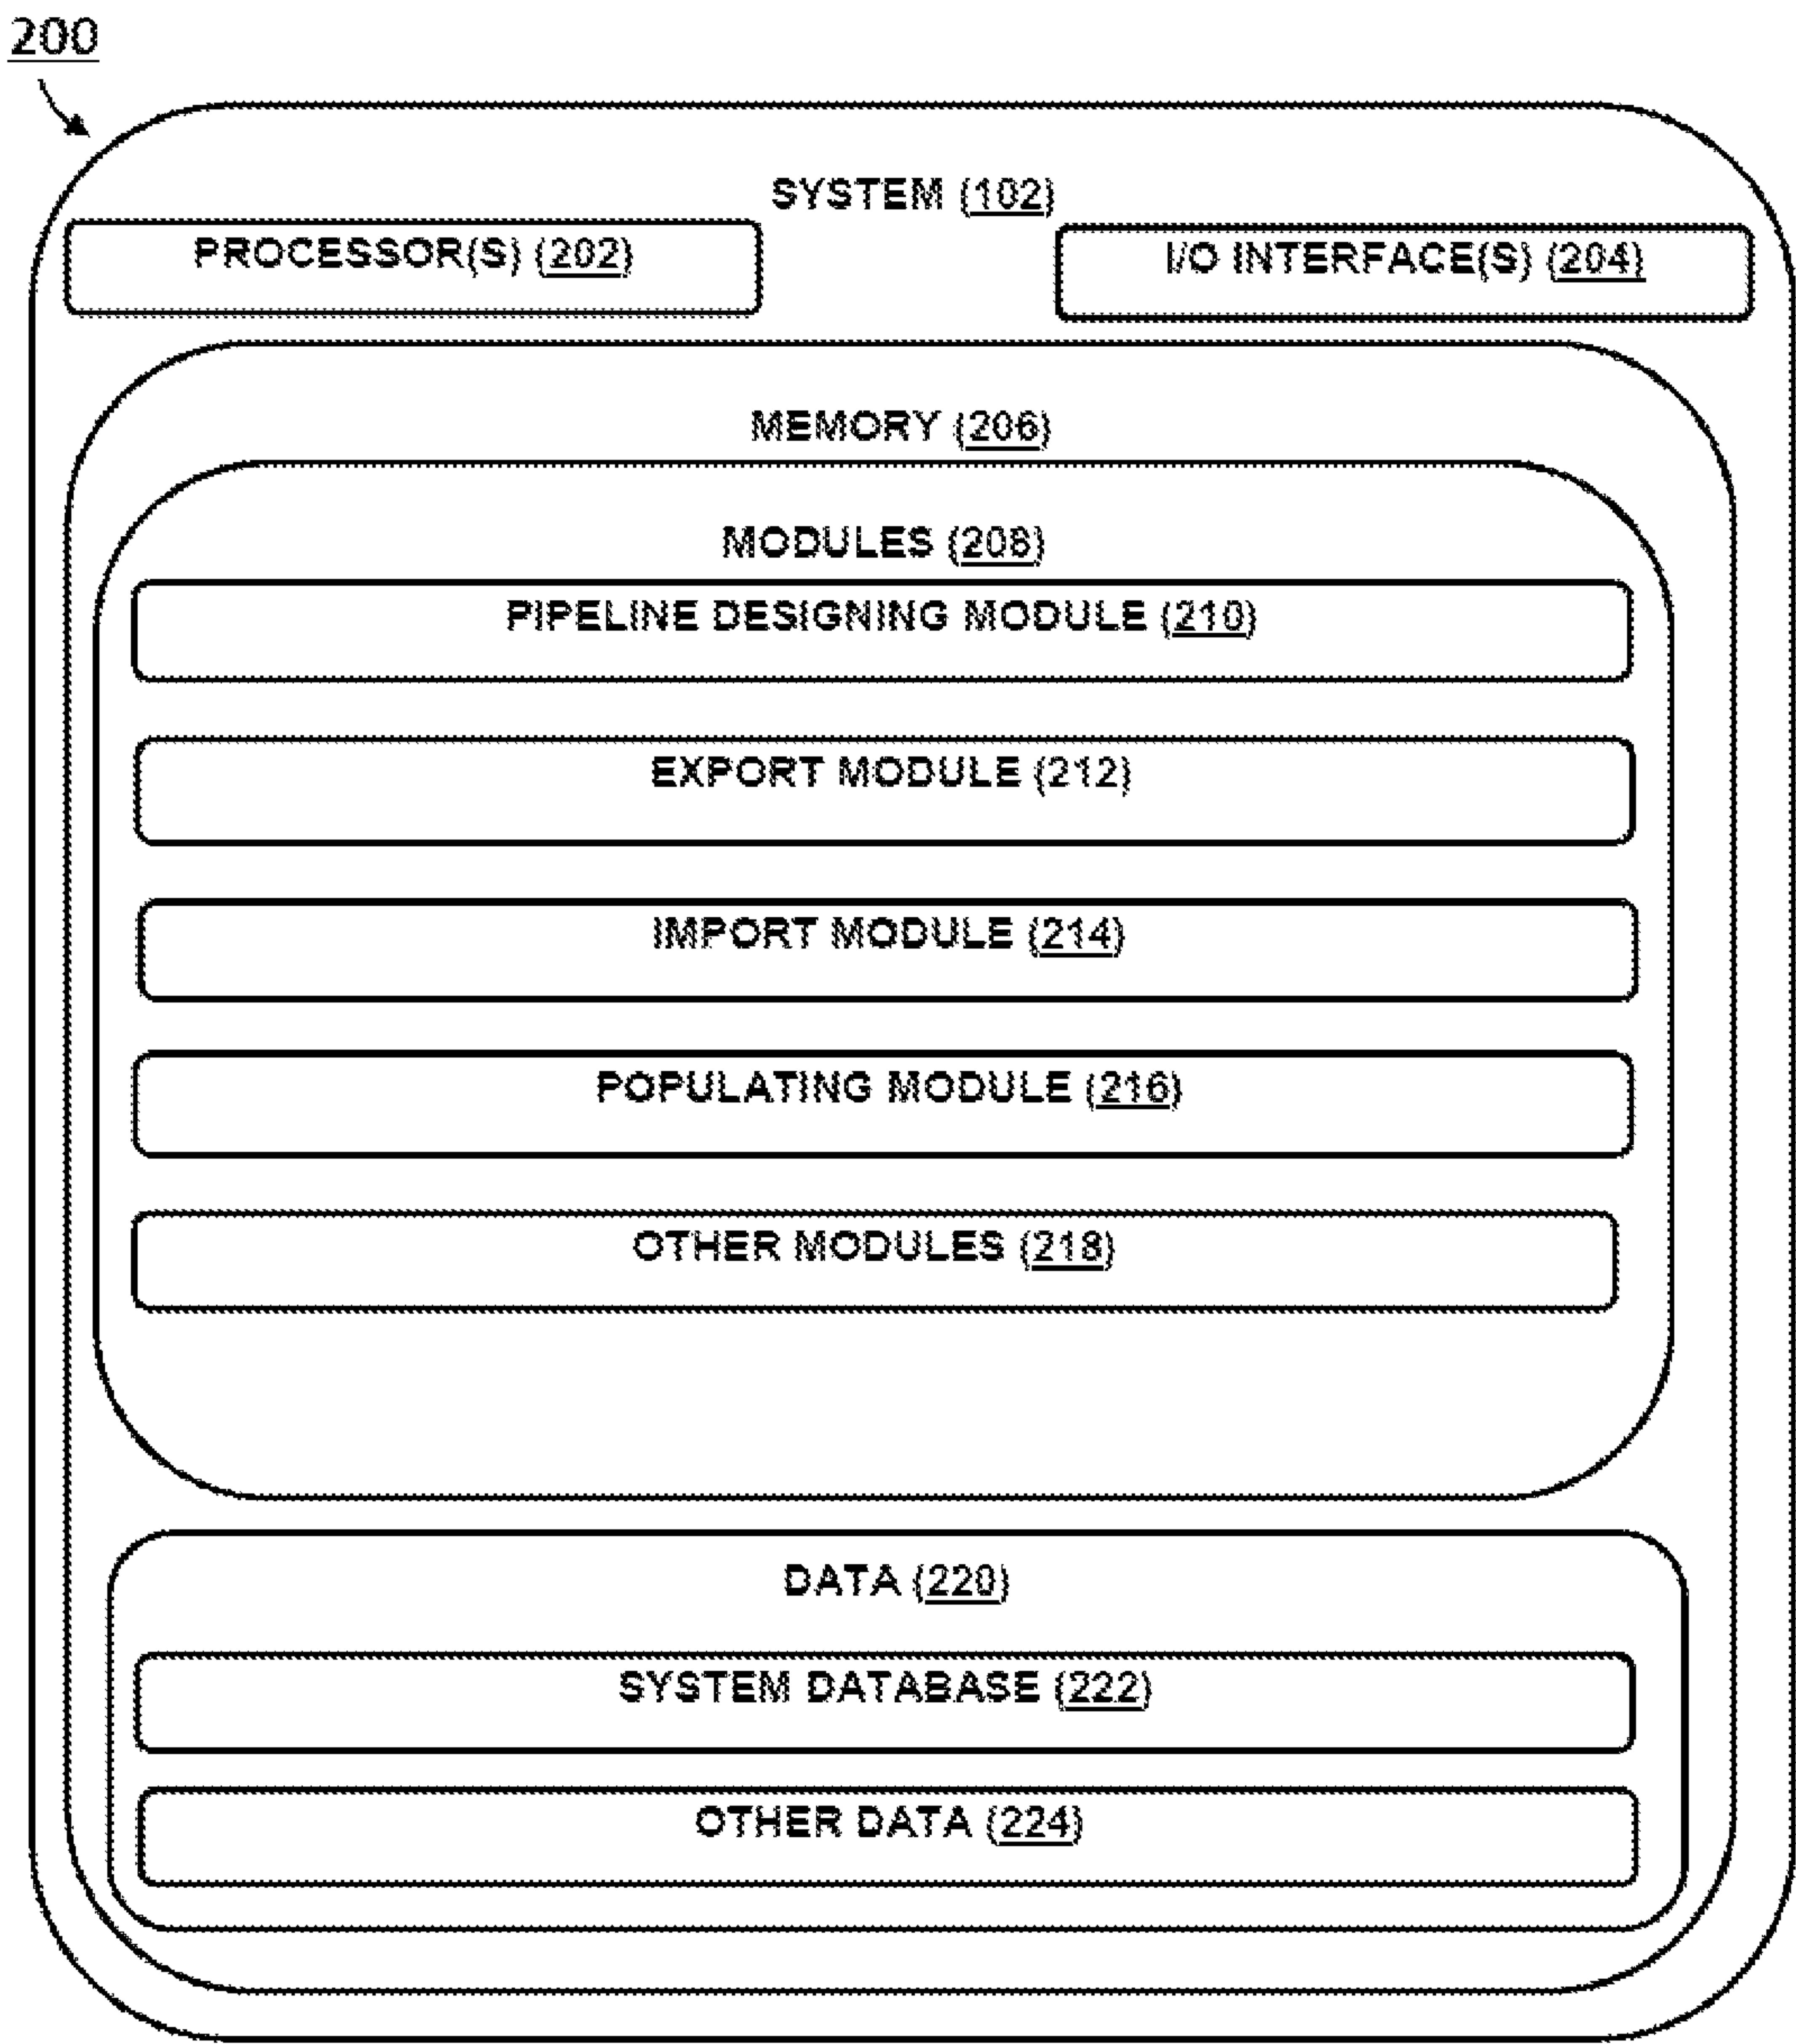 200
SYSTEM (102)
PROCESSOR(S) (202)
I/O INTERFACE(S) (204)
MEMORY (206)
MODULES (208)
PIPELINE DESIGNING MODULE (210)
EXPORT MODULE (212)
IMPORT MODULE (214)
POPULATING MODULE (216)
OTHER MODULES (218)
DATA (220)
SYSTEM DATABASE (222)
OTHER DATA (224)